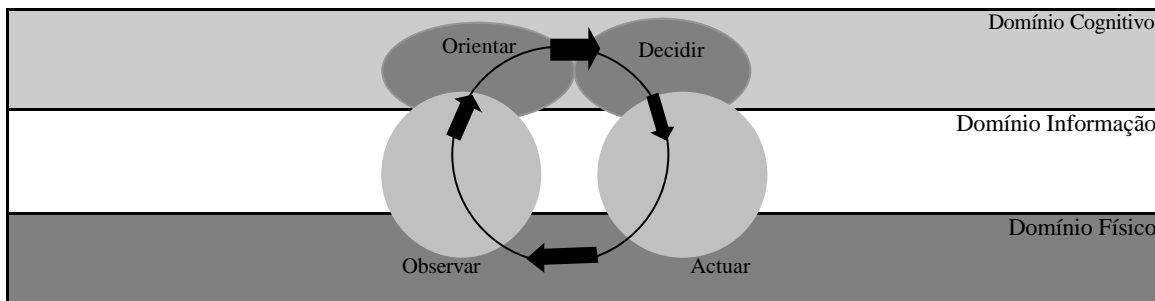 Domínio Cognitivo
Orientar
Decidir
Domínio Informação
Domínio Físico
Observar
Actuar